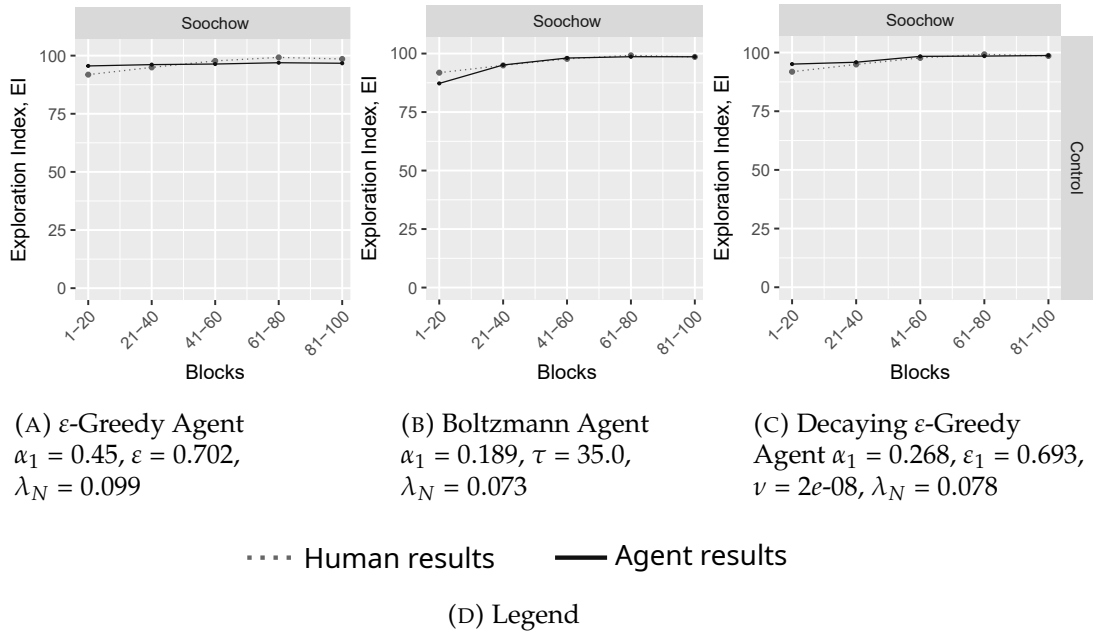 Soochow
Exploration Index, EI
100
75
50
25
0
1−20
21−40
41−60
61−80
81−100
Blocks
Soochow
Exploration Index, EI
100
75
50
25
0
1−20
21−40
41−60
61−80
81−100
Blocks
Soochow
Exploration Index, EI
100
75
50
25
0
1−20
21−40
41−60
61−80
81−100
Blocks
Control
(A) ε-Greedy Agent
α₁ = 0.45, ε = 0.702,
λ_N = 0.099
(B) Boltzmann Agent
α₁ = 0.189, τ = 35.0,
λ_N = 0.073
(C) Decaying ε-Greedy
Agent α₁ = 0.268, ε₁ = 0.693,
ν = 2e-08, λ_N = 0.078
Human results
Agent results
(D) Legend